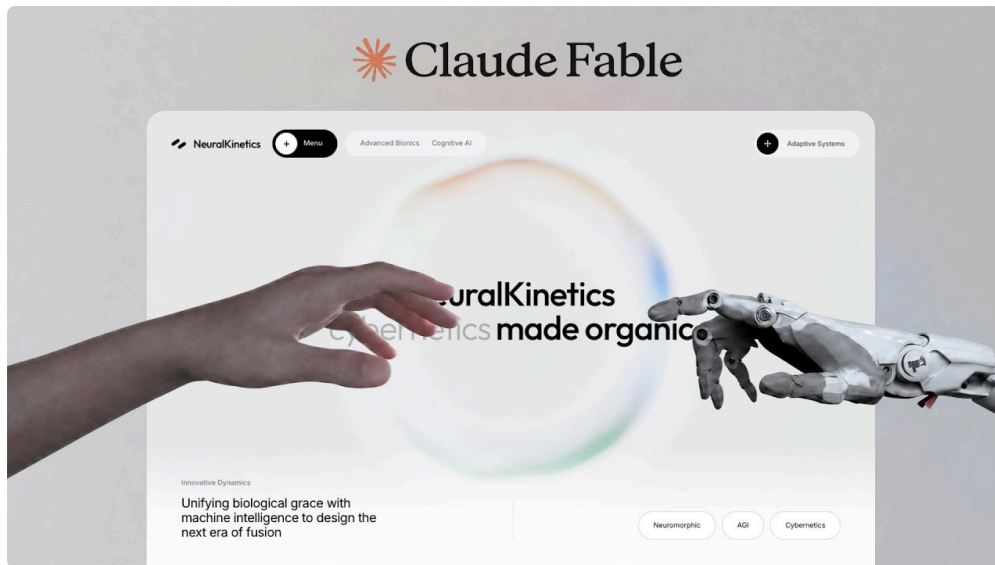 Claude Fable
NeuralKinetics
+ Menu
Advanced Bionics Cognitive AI
+ Adaptive Systems
uralKinetics
Cybernetics made organic
Innovative Dynamics
Unifying biological grace with
machine intelligence to design the
next era of fusion
Neuromorphic AGI Cybernetics